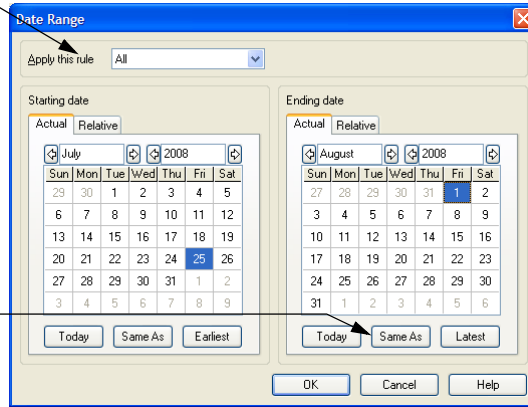 Date Range
Apply this rule All
Starting date
Actual Relative
July 2008
Sun Mon Tue Wed Thu Fri Sat
29 30 1 2 3 4 5
6 7 8 9 10 11 12
13 14 15 16 17 18 19
20 21 22 23 24 25 26
27 28 29 30 31 1 2
3 4 5 6 7 8 9
Today Same As Earliest
Ending date
Actual Relative
August 2008
Sun Mon Tue Wed Thu Fri Sat
27 28 29 30 31 1 2
3 4 5 6 7 8 9
10 11 12 13 14 15 16
17 18 19 20 21 22 23
24 25 26 27 28 29 30
31 1 2 3 4 5 6
Today Same As Latest
OK Cancel Help